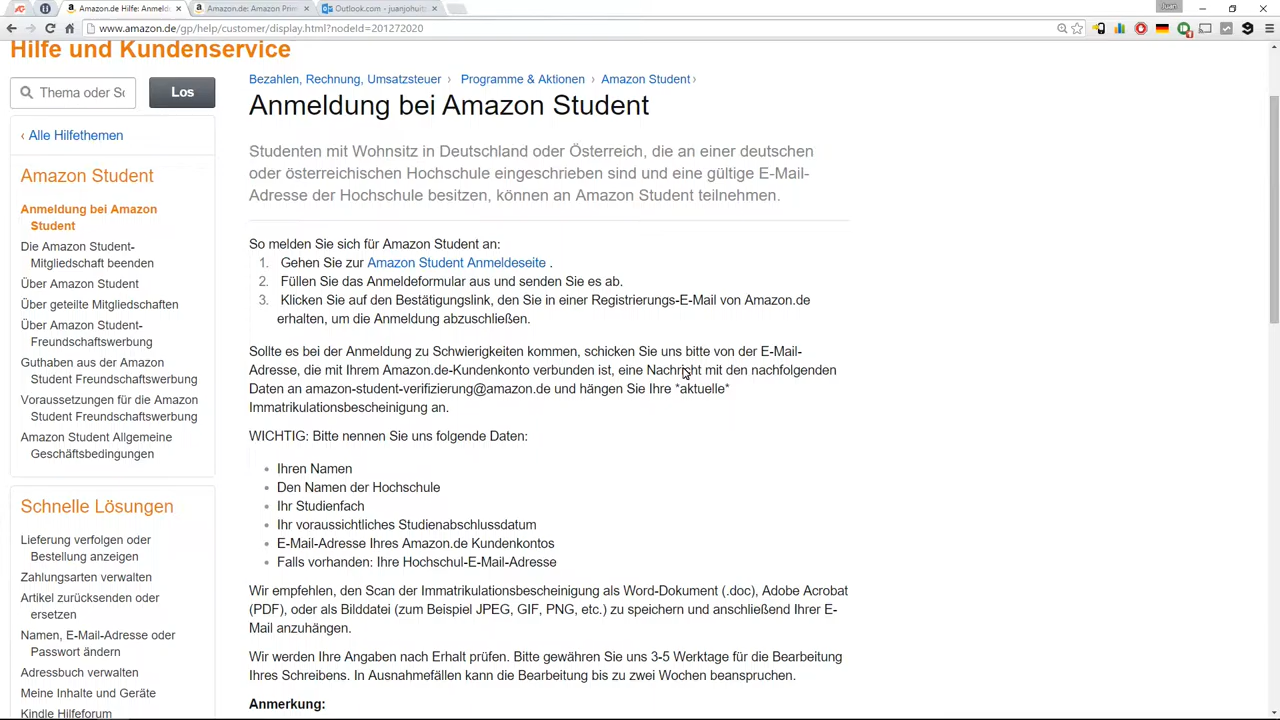 Amazon.de Hilfe: Anmeld
Amazon.de: Amazon Prim
Outlook.com - juanjohuit
Juan
www.amazon.de/gp/help/customer/display.html?nodeId=201272020
Hilfe und Kundenservice
Thema oder Sc
Los
‹ Alle Hilfethemen
Amazon Student
Anmeldung bei Amazon
Student
Die Amazon Student-
Mitgliedschaft beenden
Über Amazon Student
Über geteilte Mitgliedschaften
Über Amazon Student-
Freundschaftswerbung
Guthaben aus der Amazon
Student Freundschaftswerbung
Voraussetzungen für die Amazon
Student Freundschaftswerbung
Amazon Student Allgemeine
Geschäftsbedingungen
Schnelle Lösungen
Lieferung verfolgen oder
Bestellung anzeigen
Zahlungsarten verwalten
Artikel zurücksenden oder
ersetzen
Namen, E-Mail-Adresse oder
Passwort ändern
Adressbuch verwalten
Meine Inhalte und Geräte
Kindle Hilfeforum
Bezahlen, Rechnung, Umsatzsteuer › Programme & Aktionen › Amazon Student ›
Anmeldung bei Amazon Student
Studenten mit Wohnsitz in Deutschland oder Österreich, die an einer deutschen
oder österreichischen Hochschule eingeschrieben sind und eine gültige E-Mail-
Adresse der Hochschule besitzen, können an Amazon Student teilnehmen.
So melden Sie sich für Amazon Student an:
1. Gehen Sie zur Amazon Student Anmeldeseite .
2. Füllen Sie das Anmeldeformular aus und senden Sie es ab.
3. Klicken Sie auf den Bestätigungslink, den Sie in einer Registrierungs-E-Mail von Amazon.de
erhalten, um die Anmeldung abzuschließen.
Sollte es bei der Anmeldung zu Schwierigkeiten kommen, schicken Sie uns bitte von der E-Mail-
Adresse, die mit Ihrem Amazon.de-Kundenkonto verbunden ist, eine Nachricht mit den nachfolgenden
Daten an amazon-student-verifizierung@amazon.de und hängen Sie Ihre *aktuelle*
Immatrikulationsbescheinigung an.
WICHTIG: Bitte nennen Sie uns folgende Daten:
• Ihren Namen
• Den Namen der Hochschule
• Ihr Studienfach
• Ihr voraussichtliches Studienabschlussdatum
• E-Mail-Adresse Ihres Amazon.de Kundenkontos
• Falls vorhanden: Ihre Hochschul-E-Mail-Adresse
Wir empfehlen, den Scan der Immatrikulationsbescheinigung als Word-Dokument (.doc), Adobe Acrobat
(PDF), oder als Bilddatei (zum Beispiel JPEG, GIF, PNG, etc.) zu speichern und anschließend Ihrer E-
Mail anzuhängen.
Wir werden Ihre Angaben nach Erhalt prüfen. Bitte gewähren Sie uns 3-5 Werktage für die Bearbeitung
Ihres Schreibens. In Ausnahmefällen kann die Bearbeitung bis zu zwei Wochen beanspruchen.
Anmerkung: